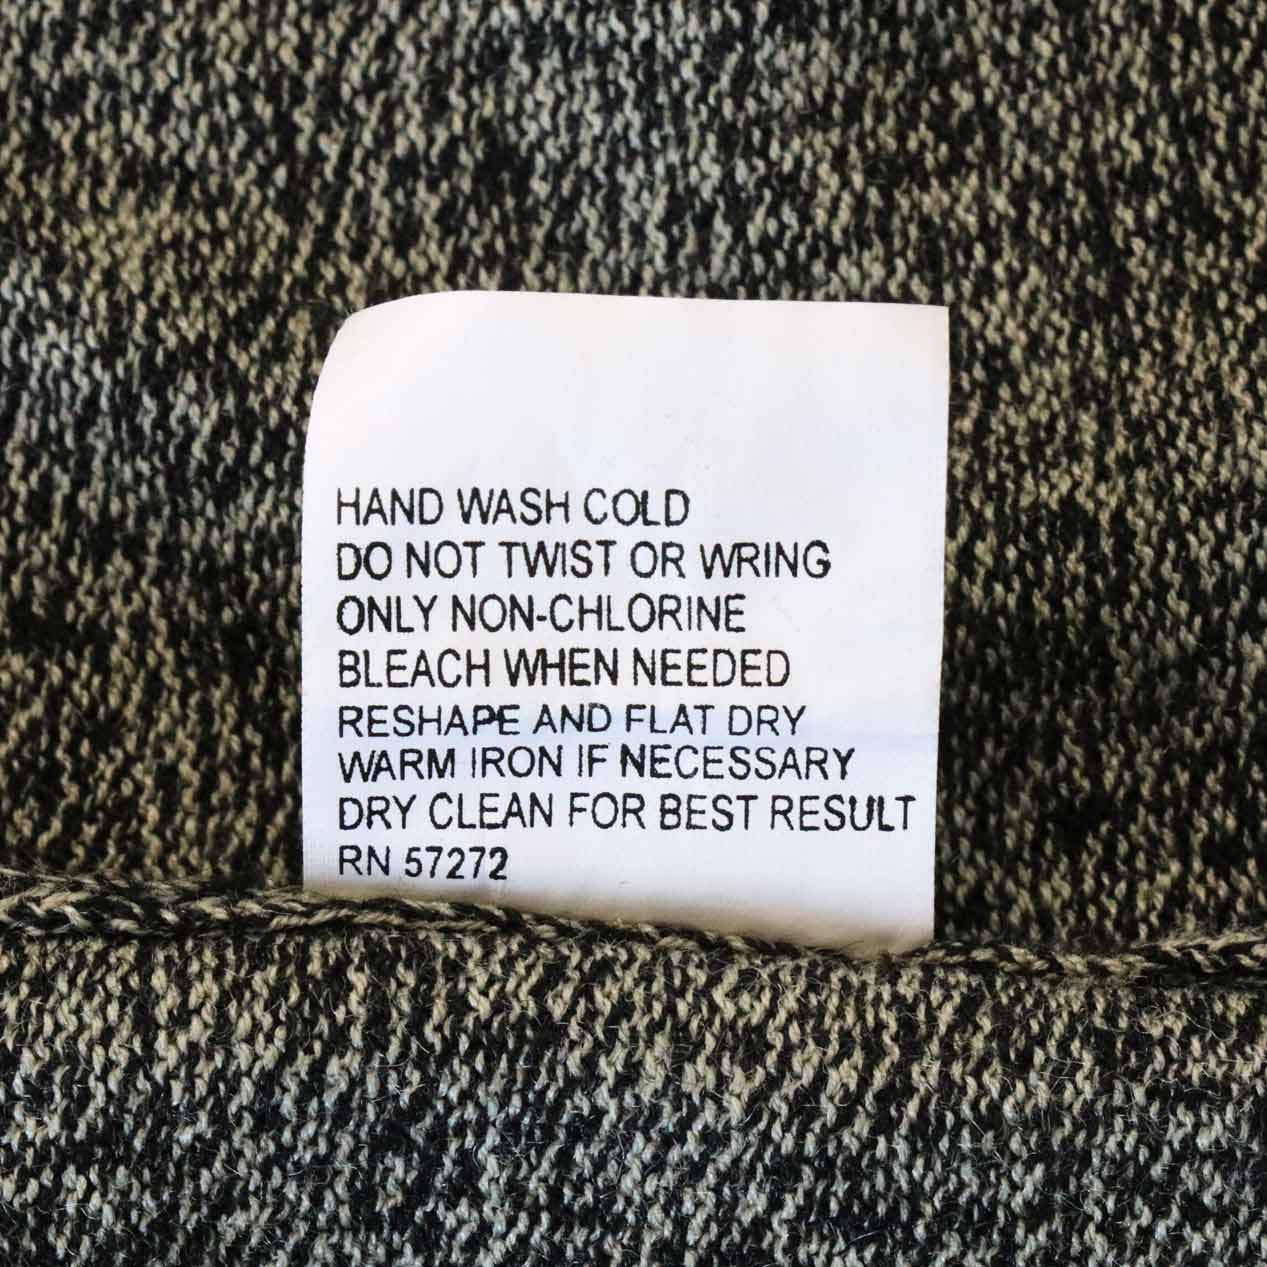 HAND WASH COLD
DO NOT TWIST OR WRING
ONLY NON-CHLORINE
BLEACH WHEN NEEDED
RESHAPE AND FLAT DRY
WARM IRON IF NECESSARY
DRY CLEAN FOR BEST RESULT
RN 57272